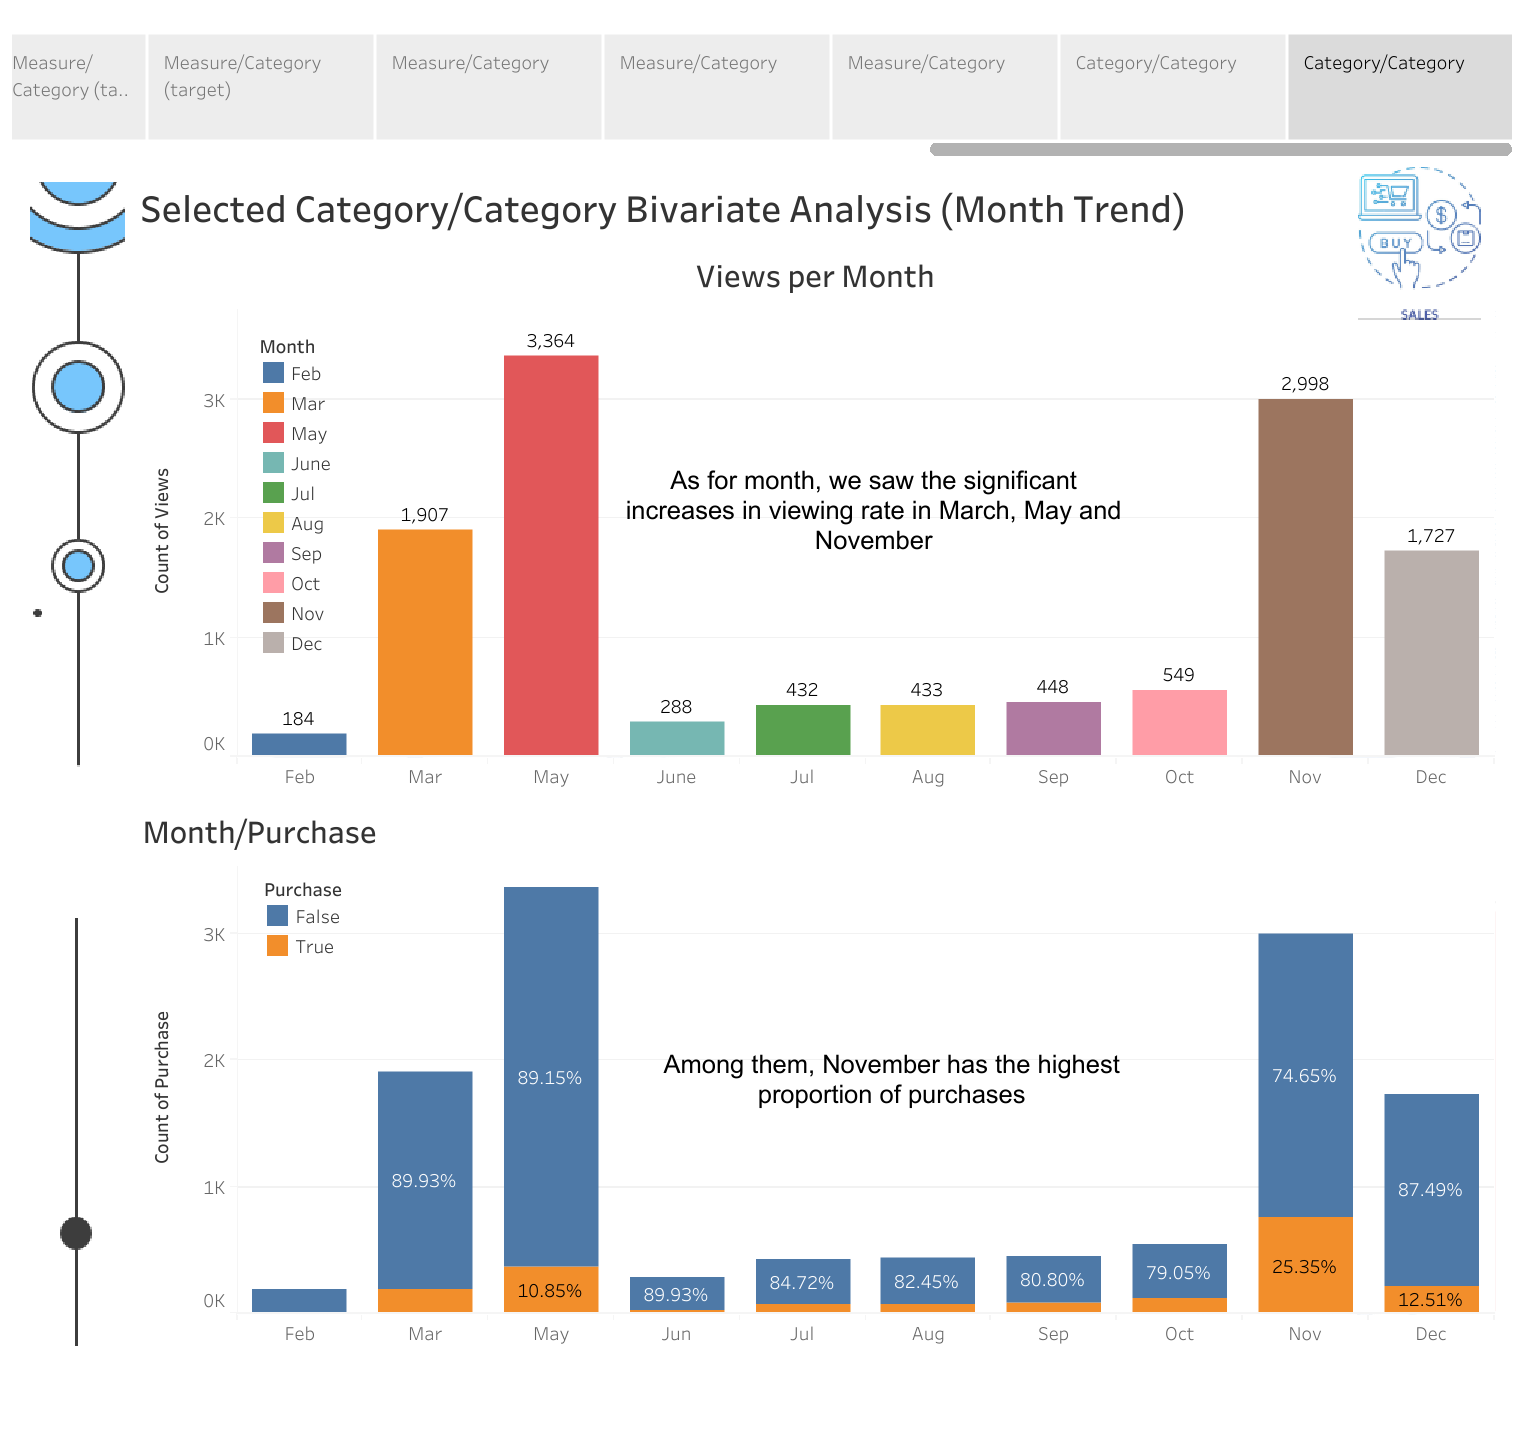 Measure/
Category (ta..
Measure/Category
(target)
Measure/Category
Measure/Category
Measure/Category
Category/Category
Category/Category
Selected Category/Category Bivariate Analysis (Month Trend)
BUY
$
SALES
Views per Month
Month
Feb
Mar
May
June
Jul
Aug
Sep
Oct
Nov
Dec
Count of Views
3K
2K
1K
0K
184
1,907
3,364
288
432
433
448
549
2,998
1,727
As for month, we saw the significant
increases in viewing rate in March, May and
November
Feb
Mar
May
June
Jul
Aug
Sep
Oct
Nov
Dec
Month/Purchase
Purchase
False
True
Count of Purchase
3K
2K
1K
0K
89.93%
89.15%
10.85%
89.93%
84.72%
82.45%
80.80%
79.05%
74.65%
25.35%
87.49%
12.51%
Among them, November has the highest
proportion of purchases
Feb
Mar
May
Jun
Jul
Aug
Sep
Oct
Nov
Dec